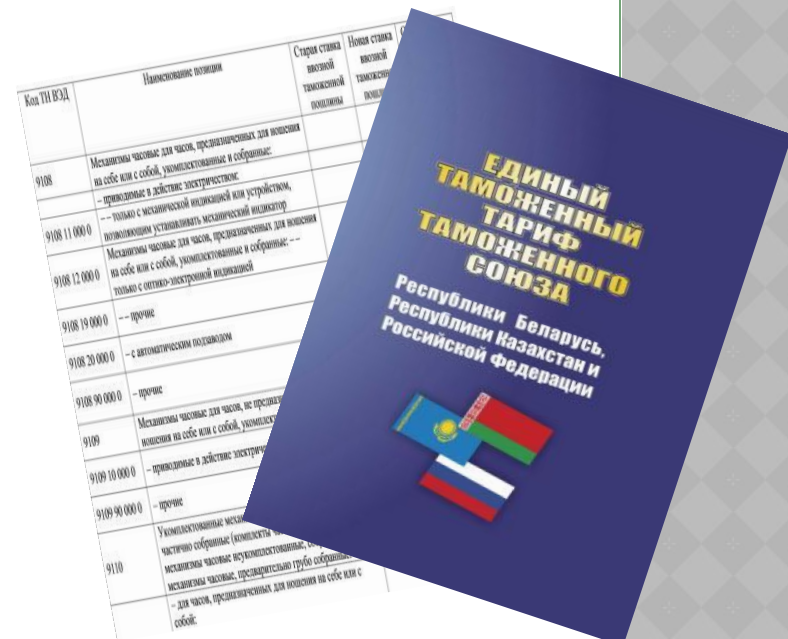 Код ТН ВЭД
Наименование позиции
Старая ставка
ввозной
таможенной
пошлины
Новая ставка
ввозной
9108
Механизмы часовые для часов, предназначенных для ношения
на себе или с собой, укомплектованные и собранные:
– приводимые в действие электричеством:
9108 11 000 0
– – только с механической индикацией или устройством,
позволяющим устанавливать механический индикатор
9108 12 000 0
Механизмы часовые для часов, предназначенных для ношения
на себе или с собой, укомплектованные и собранные: – –
только с оптико-электронной индикацией
9108 19 000 0
– – прочие
9108 20 000 0
– с автоматическим подзаводом
9108 90 000 0
– прочие
9109
Механизмы часовые для часов, не
ношения на себе или с собой,
9109 10 000 0
– приводимые в действие
9109 90 000 0
– прочие
9110
Укомплектованные
частично собранные (комплекты
механизмы часовые неукомплектованные,
механизмы часовые, предварительно грубо
– для часов, предназначенных для ношения на себе или с
собой:
ЕДИНЫЙ
ТАМОЖЕННЫЙ
ТАРИФ
ТАМОЖЕННОГО
СОЮЗА
Республики Беларусь,
Республики Казахстан и
Российской Федерации